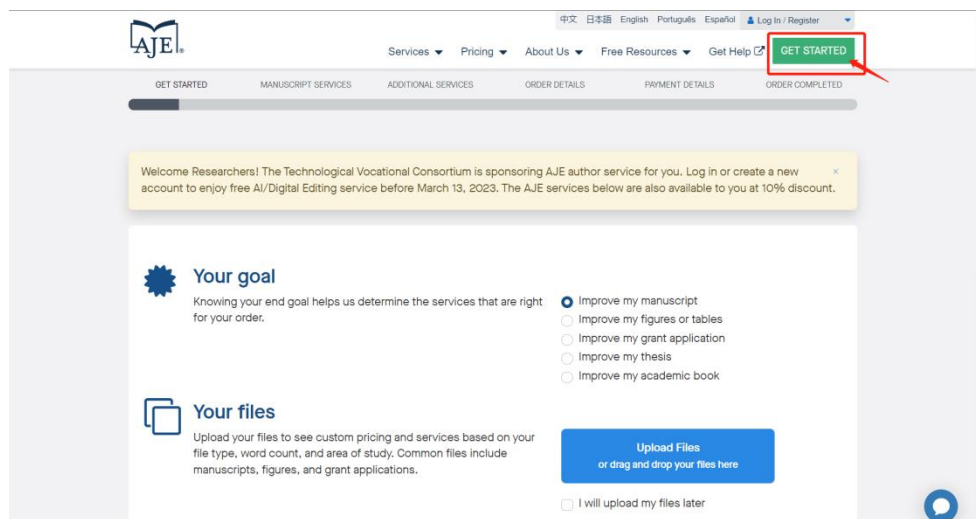 中文 日本語 English Português Español Log In / Register
AJE®
Services Pricing About Us Free Resources Get Help GET STARTED
GET STARTED MANUSCRIPT SERVICES ADDITIONAL SERVICES ORDER DETAILS PAYMENT DETAILS ORDER COMPLETED
Welcome Researchers! The Technological Vocational Consortium is sponsoring AJE author service for you. Log in or create a new ×
account to enjoy free AI/Digital Editing service before March 13, 2023. The AJE services below are also available to you at 10% discount.
Your goal
Knowing your end goal helps us determine the services that are right
for your order.
Improve my manuscript
Improve my figures or tables
Improve my grant application
Improve my thesis
Improve my academic book
Your files
Upload your files to see custom pricing and services based on your
file type, word count, and area of study. Common files include
manuscripts, figures, and grant applications.
Upload Files
or drag and drop your files here
I will upload my files later